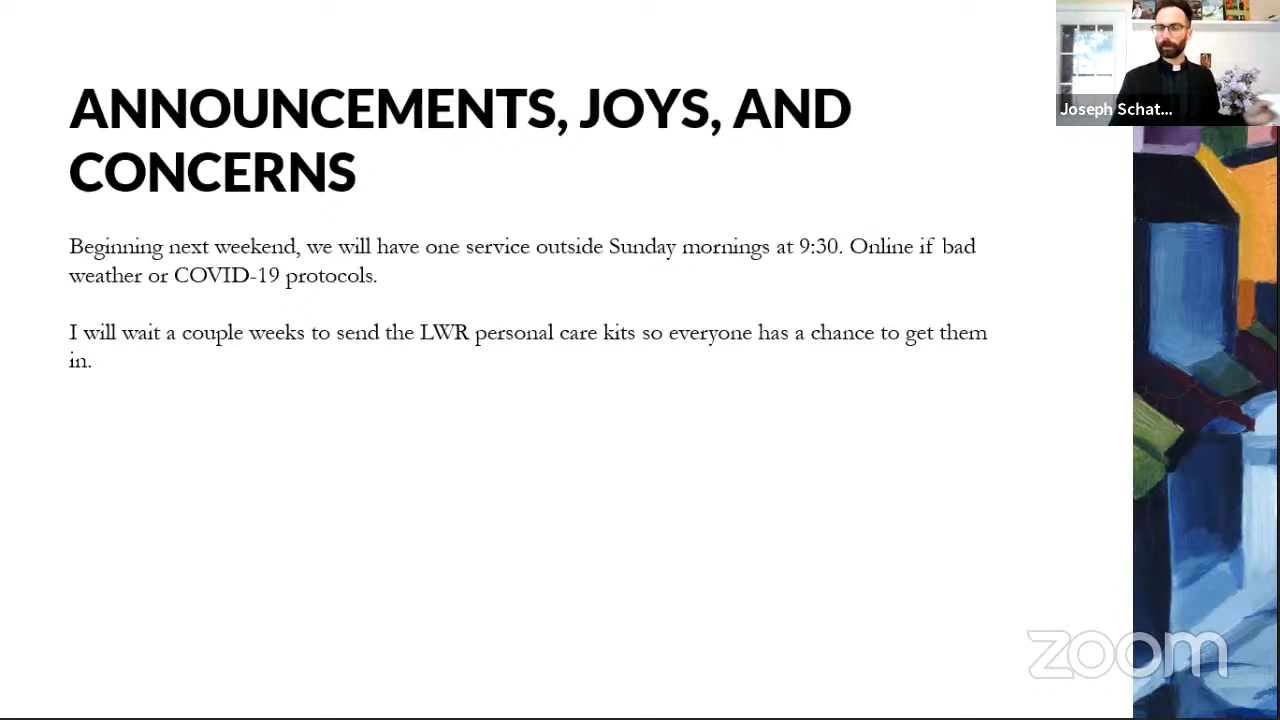 ANNOUNCEMENTS, JOYS, AND
CONCERNS
Beginning next weekend, we will have one service outside Sunday mornings at 9:30. Online if bad
weather or COVID-19 protocols.
I will wait a couple weeks to send the LWR personal care kits so everyone has a chance to get them
in.
Joseph Schat...
zoom